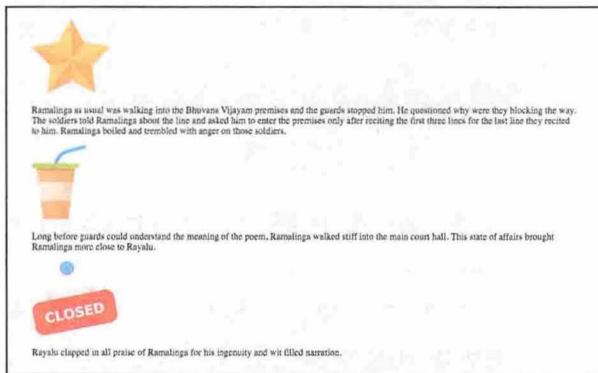 Ramalinga as usual was walking into the Bhuvana Vijayam premises and the guards stopped him. He questioned why were they blocking the way.
The soldiers told Ramalinga about the line and asked him to enter the premises only after reciting the first three lines for the last line they recited
to him. Ramalinga boiled and trembled with anger on those soldiers.
Long before guards could understand the meaning of the poem, Ramalinga walked stiff into the main court hall. This state of affairs brought
Ramalinga more close to Rayalu.
CLOSED
Rayalu clapped in all praise of Ramalinga for his ingenuity and wit filled narration.